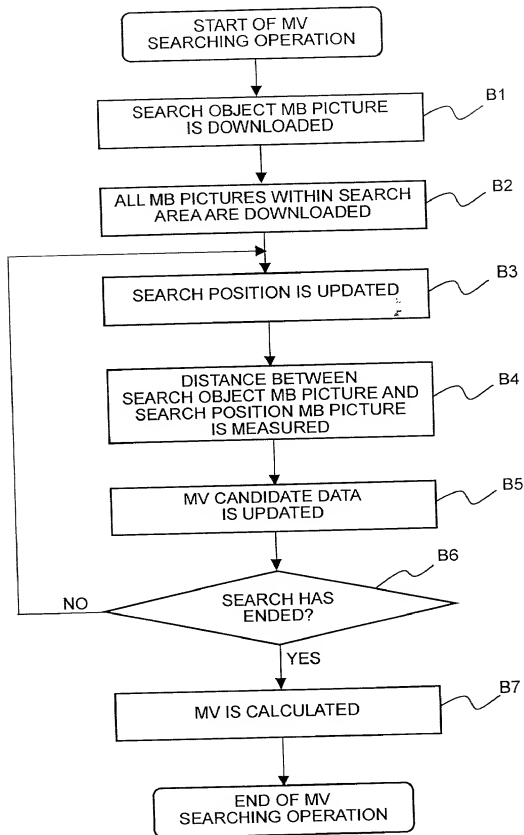 START OF MV
SEARCHING OPERATION
SEARCH OBJECT MB PICTURE
IS DOWNLOADED
B1
ALL MB PICTURES WITHIN SEARCH
AREA ARE DOWNLOADED
B2
SEARCH POSITION IS UPDATED
B3
DISTANCE BETWEEN
SEARCH OBJECT MB PICTURE AND
SEARCH POSITION MB PICTURE
IS MEASURED
B4
MV CANDIDATE DATA
IS UPDATED
B5
B6
SEARCH HAS
ENDED?
NO
YES
MV IS CALCULATED
B7
END OF MV
SEARCHING OPERATION